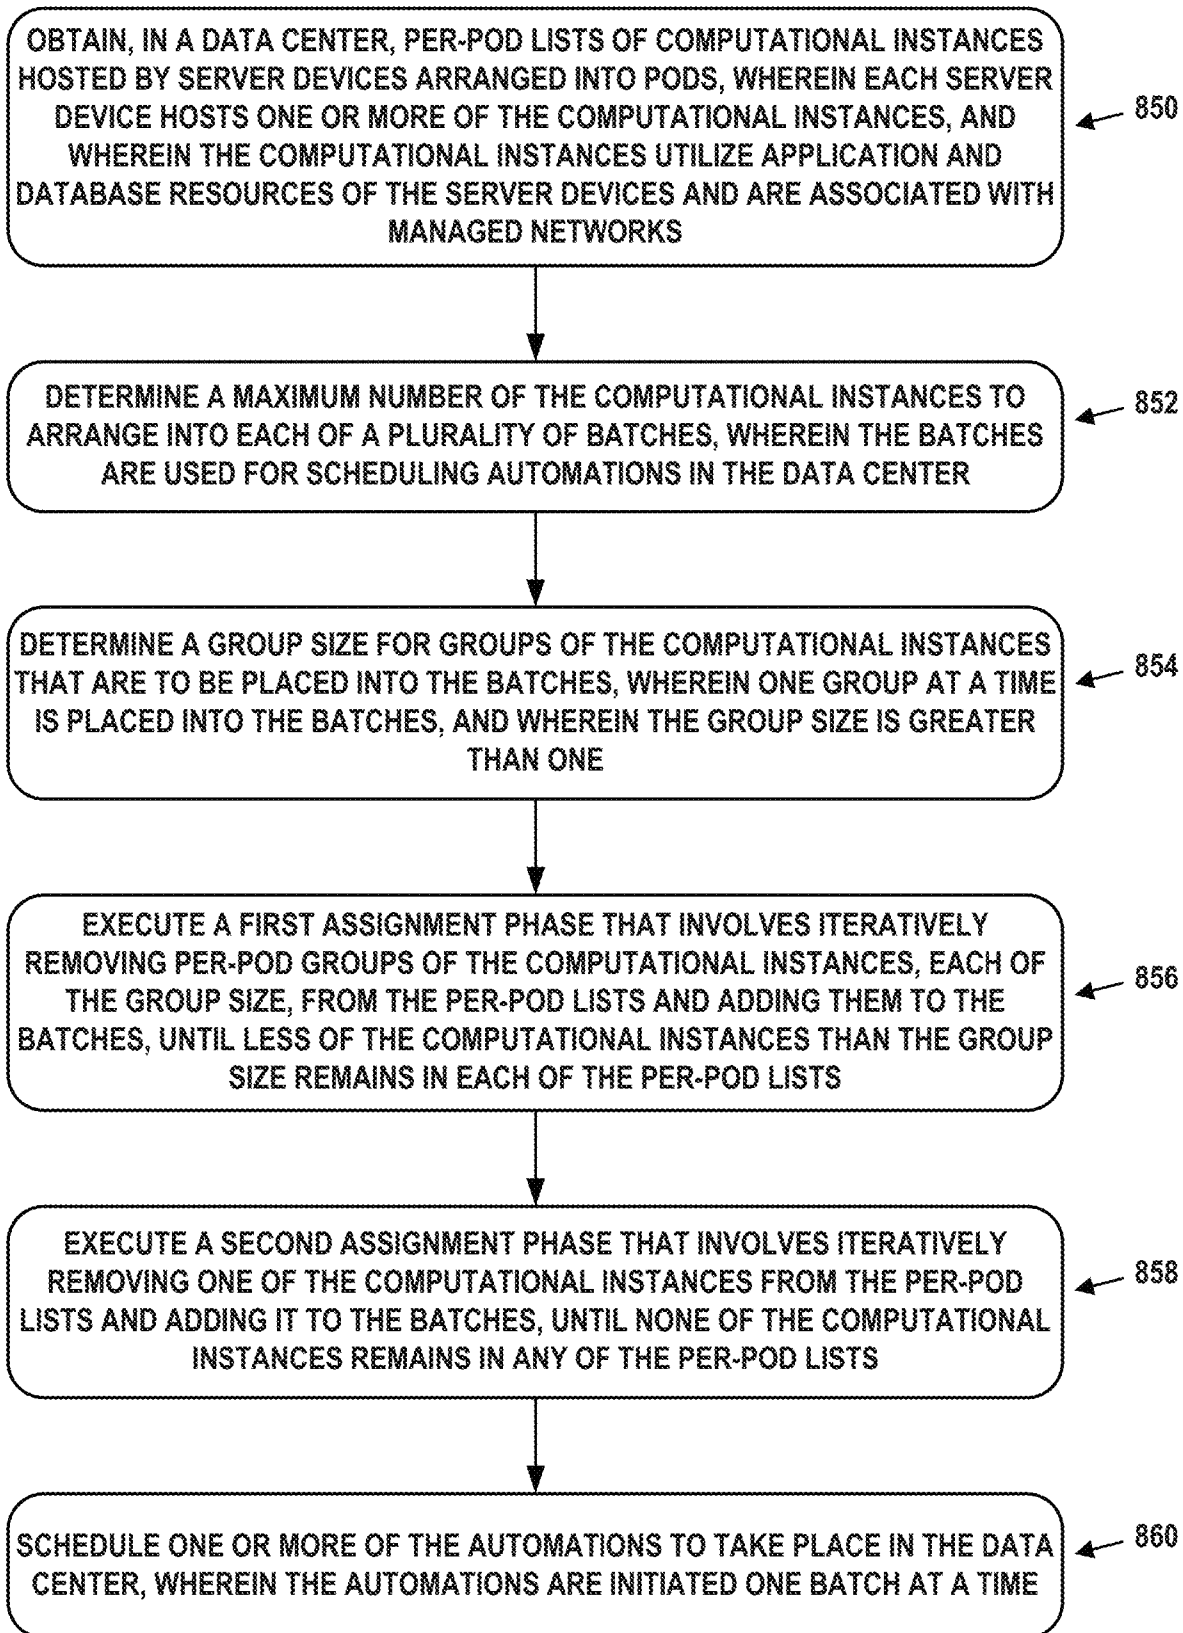 OBTAIN, IN A DATA CENTER, PER-POD LISTS OF COMPUTATIONAL INSTANCES
HOSTED BY SERVER DEVICES ARRANGED INTO PODS, WHEREIN EACH SERVER
DEVICE HOSTS ONE OR MORE OF THE COMPUTATIONAL INSTANCES, AND
WHEREIN THE COMPUTATIONAL INSTANCES UTILIZE APPLICATION AND
DATABASE RESOURCES OF THE SERVER DEVICES AND ARE ASSOCIATED WITH
MANAGED NETWORKS
850
DETERMINE A MAXIMUM NUMBER OF THE COMPUTATIONAL INSTANCES TO
ARRANGE INTO EACH OF A PLURALITY OF BATCHES, WHEREIN THE BATCHES
ARE USED FOR SCHEDULING AUTOMATIONS IN THE DATA CENTER
852
DETERMINE A GROUP SIZE FOR GROUPS OF THE COMPUTATIONAL INSTANCES
THAT ARE TO BE PLACED INTO THE BATCHES, WHEREIN ONE GROUP AT A TIME
IS PLACED INTO THE BATCHES, AND WHEREIN THE GROUP SIZE IS GREATER
THAN ONE
854
EXECUTE A FIRST ASSIGNMENT PHASE THAT INVOLVES ITERATIVELY
REMOVING PER-POD GROUPS OF THE COMPUTATIONAL INSTANCES, EACH OF
THE GROUP SIZE, FROM THE PER-POD LISTS AND ADDING THEM TO THE
BATCHES, UNTIL LESS OF THE COMPUTATIONAL INSTANCES THAN THE GROUP
SIZE REMAINS IN EACH OF THE PER-POD LISTS
856
EXECUTE A SECOND ASSIGNMENT PHASE THAT INVOLVES ITERATIVELY
REMOVING ONE OF THE COMPUTATIONAL INSTANCES FROM THE PER-POD
LISTS AND ADDING IT TO THE BATCHES, UNTIL NONE OF THE COMPUTATIONAL
INSTANCES REMAINS IN ANY OF THE PER-POD LISTS
858
SCHEDULE ONE OR MORE OF THE AUTOMATIONS TO TAKE PLACE IN THE DATA
CENTER, WHEREIN THE AUTOMATIONS ARE INITIATED ONE BATCH AT A TIME
860